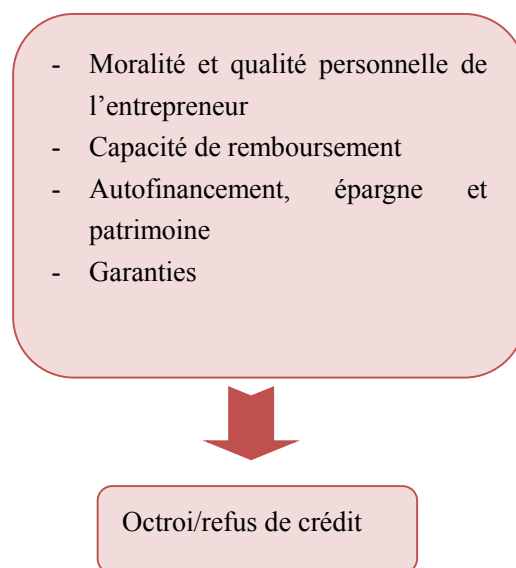 - Moralité et qualité personnelle de
l’entrepreneur
- Capacité de remboursement
- Autofinancement, épargne et
patrimoine
- Garanties
Octroi/refus de crédit